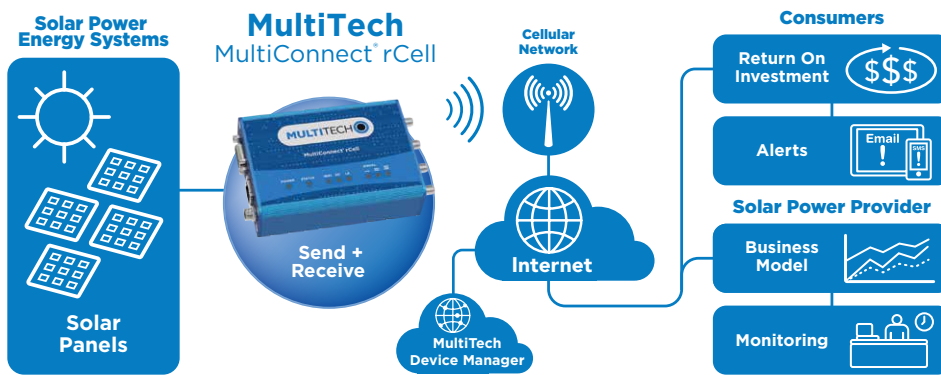 Solar Power
Energy Systems
Solar
Panels
MultiTech
MultiConnect® rCell
MULTITECH
MultiConnect® rCell
Send +
Receive
Cellular
Network
Internet
MultiTech
Device Manager
Consumers
Return On
Investment
$$$
Alerts
Email
!
SMS
!
Solar Power Provider
Business
Model
Monitoring